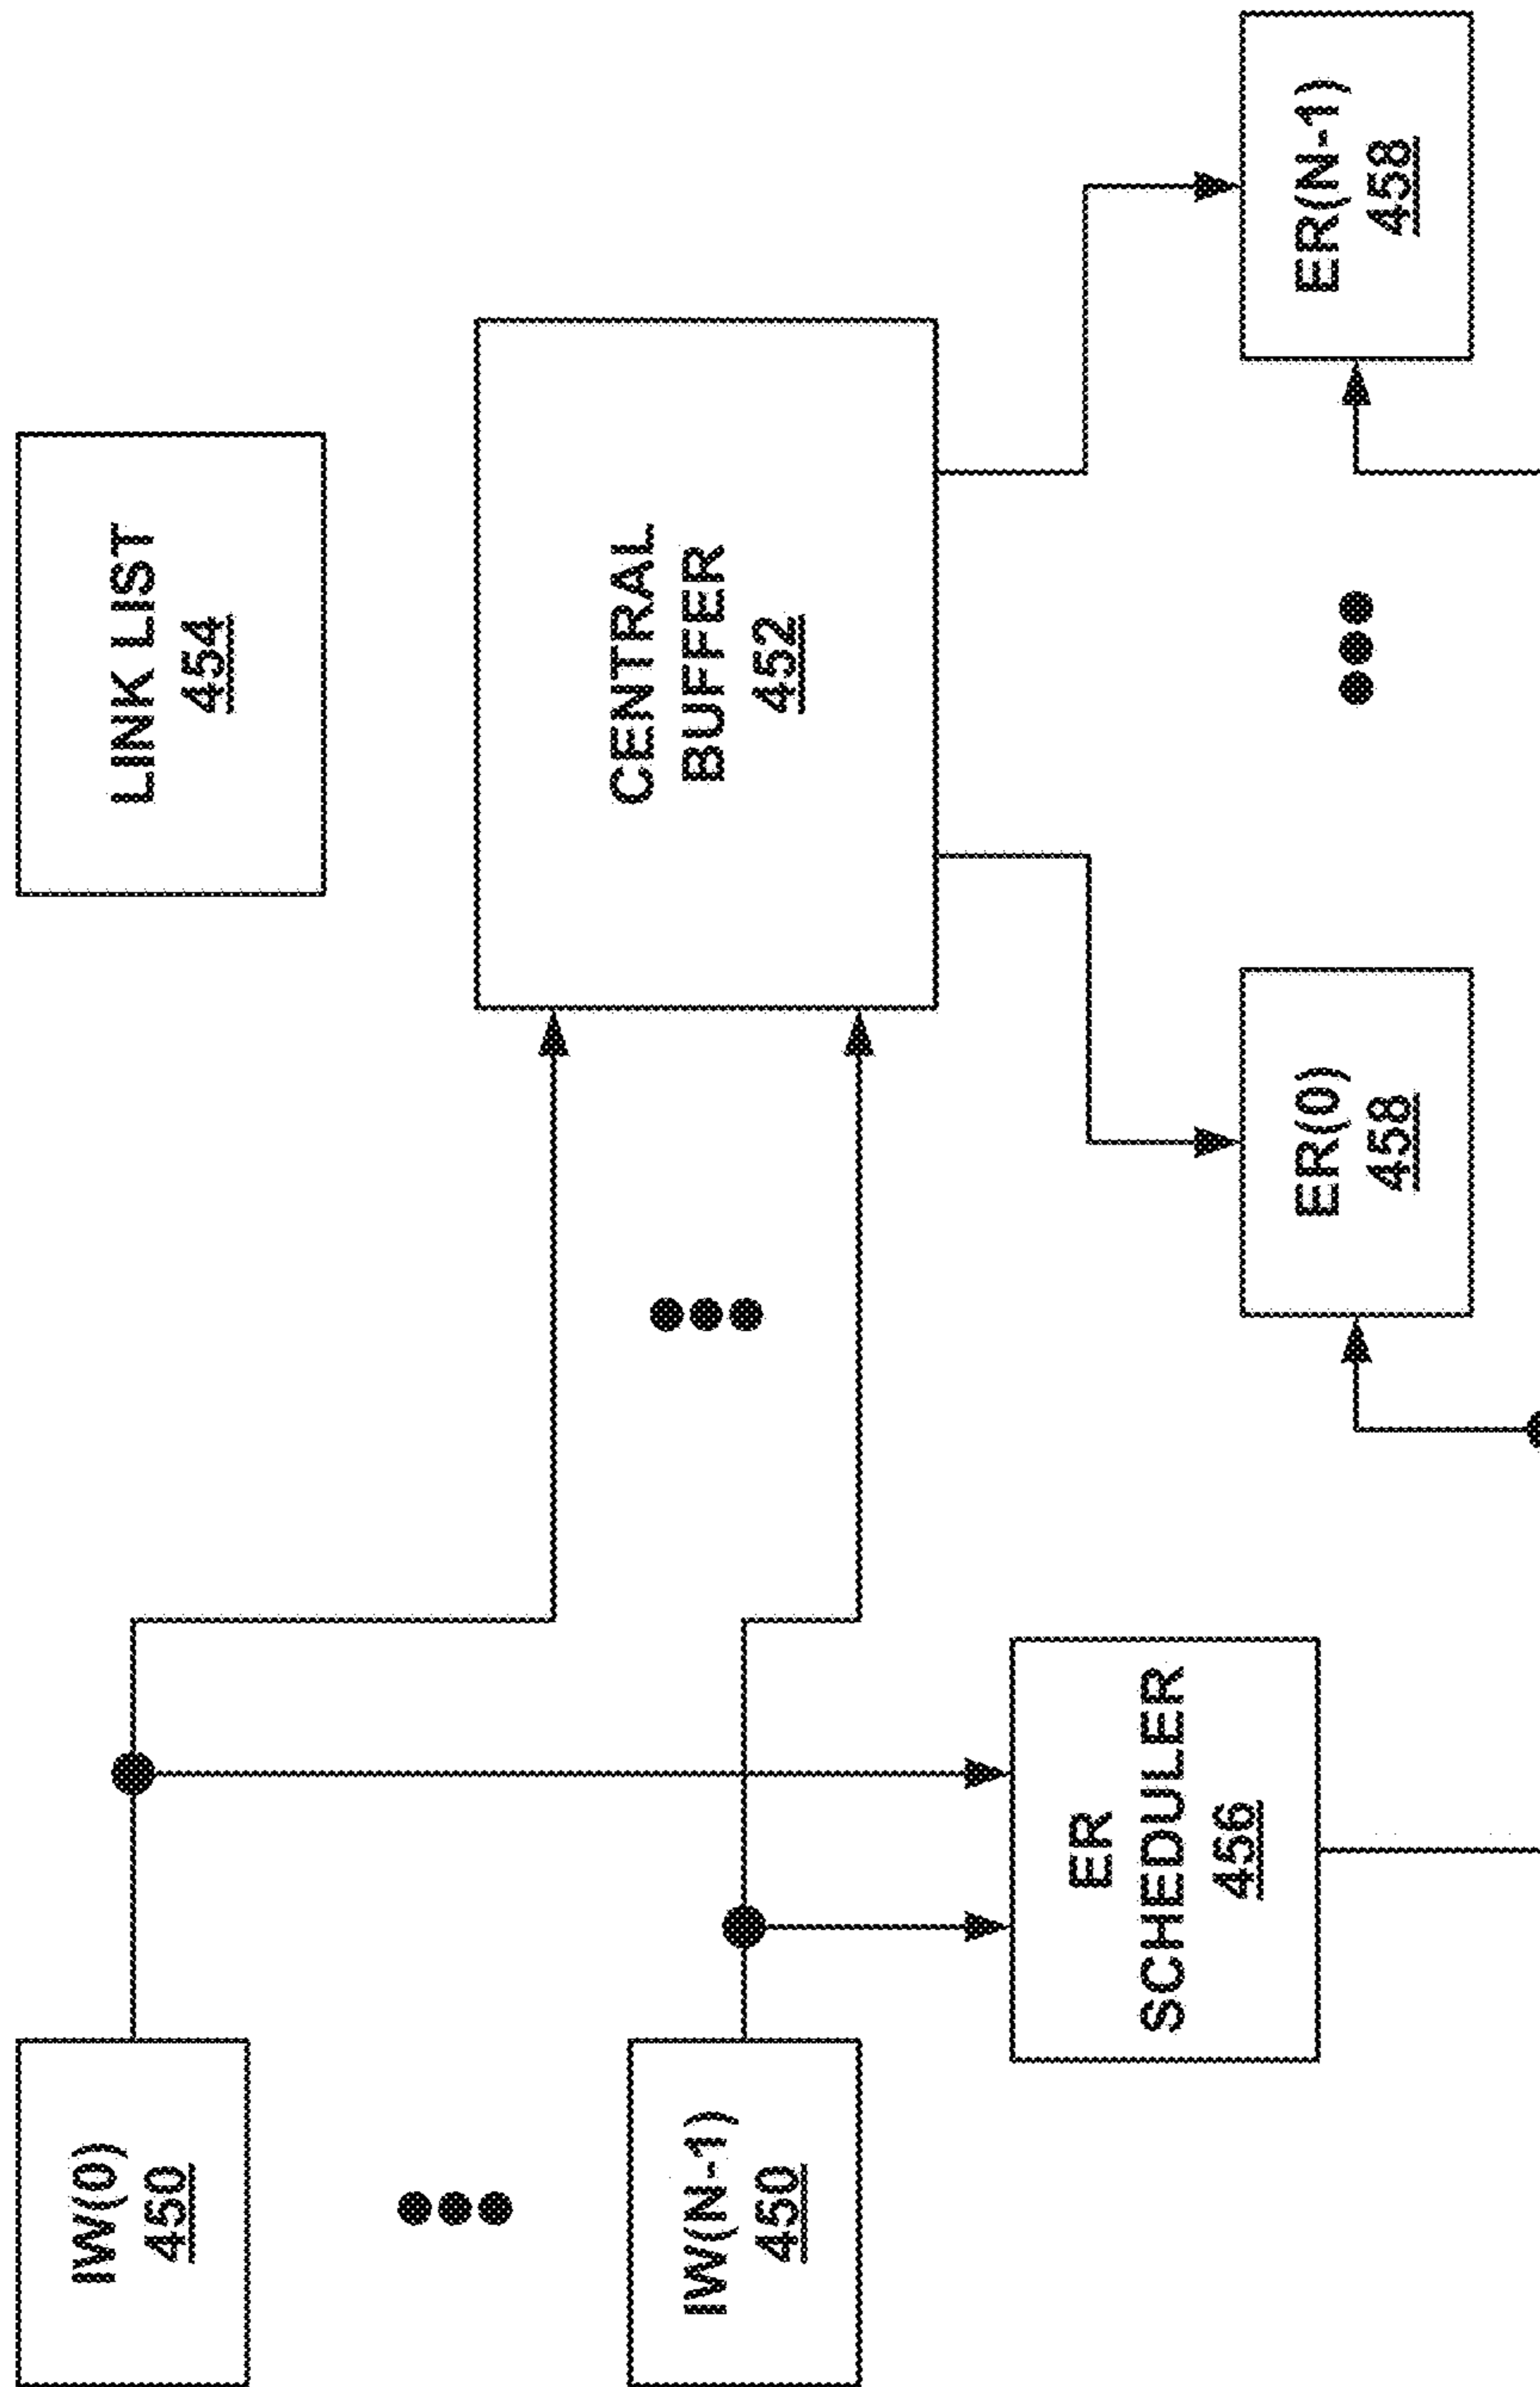 IW(0)
450
IW(N-1)
450
ER
SCHEDULER
456
LINK LIST
454
CENTRAL
BUFFER
452
ER(0)
458
ER(N-1)
458